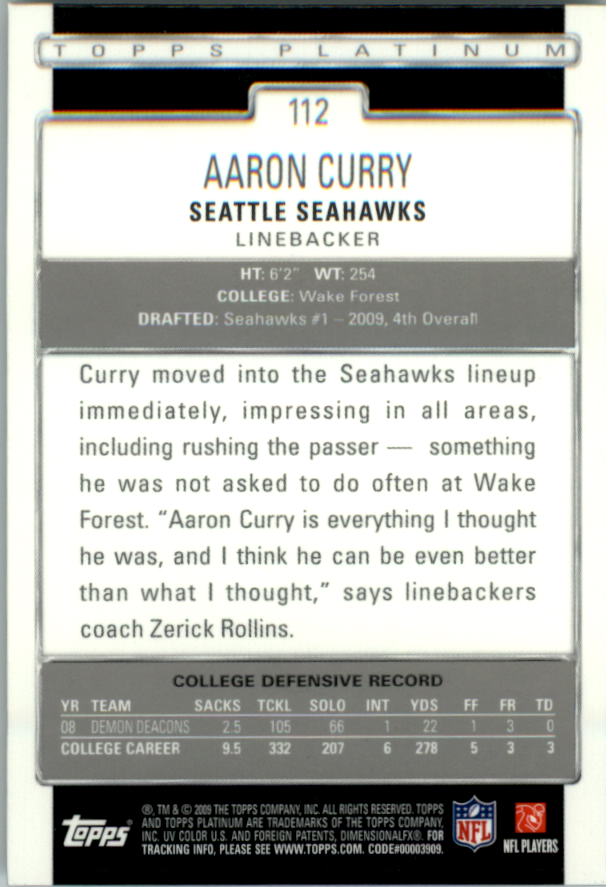 TOPPS PLATINUM
112
AARON CURRY
SEATTLE SEAHAWKS
LINEBACKER
HT: 6'2" WT: 254
COLLEGE: Wake Forest
DRAFTED: Seahawks #1 – 2009, 4th Overall
Curry moved into the Seahawks lineup
immediately, impressing in all areas,
including rushing the passer — something
he was not asked to do often at Wake
Forest. "Aaron Curry is everything I thought
he was, and I think he can be even better
than what I thought," says linebackers
coach Zerick Rollins.
COLLEGE DEFENSIVE RECORD
YR TEAM SACKS TCKL SOLO INT YDS FF FR TD
08 DEMON DEACONS 2.5 105 66 1 22 1 3 0
COLLEGE CAREER 9.5 332 207 6 278 5 3 3
Topps
®, TM & © 2009 THE TOPPS COMPANY, INC. ALL RIGHTS RESERVED. TOPPS
AND TOPPS PLATINUM ARE TRADEMARKS OF THE TOPPS COMPANY,
INC. UV COLOR U.S. AND FOREIGN PATENTS, DIMENSIONALFX®. FOR
TRACKING INFO, PLEASE SEE WWW.TOPPS.COM. CODE#00003909.
NFL
NFL PLAYERS